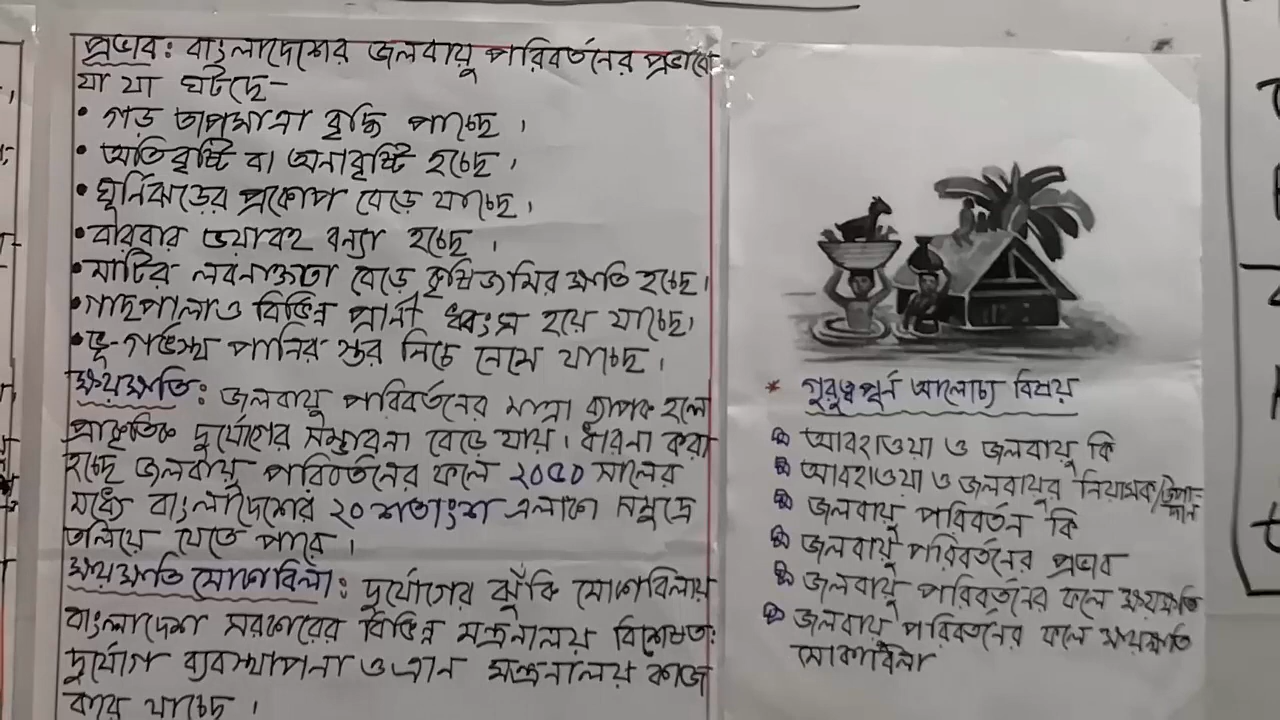 প্রভাব: বাংলাদেশের জলবায়ু পরিবর্তনের প্রভাবে
যা যা ঘটছে-
• গড় তাপমাত্রা বৃদ্ধি পাচ্ছে।
• অতিবৃষ্টি বা অনাবৃষ্টি হচ্ছে।
• ঘূর্নিঝড়ের প্রকোপ বেড়ে যাচ্ছে।
• বারবার ভয়াবহ বন্যা হচ্ছে।
• মাটির লবনাক্ততা বেড়ে কৃষিজমির ক্ষতি হচ্ছে।
• গাছপালা ও বিভিন্ন প্রানী ধ্বংস হয়ে যাচ্ছে।
• ভূ-গর্ভস্থ পানির স্তর নিচে নেমে যাচ্ছে।
ক্ষয়ক্ষতি: জলবায়ু পরিবর্তনের মাত্রা ব্যাপক হলে
প্রাকৃতিক দুর্যোগের সম্ভাবনা বেড়ে যায়। ধারনা করা
হচ্ছে জলবায়ু পরিবর্তনের ফলে ২০৫০ সালের
মধ্যে বাংলাদেশের ২০ শতাংশ এলাকা সমুদ্রে
তলিয়ে যেতে পারে।
ক্ষয়ক্ষতি মোকাবিলা: দুর্যোগের ঝুঁকি মোকাবিলায়
বাংলাদেশ সরকারের বিভিন্ন মন্ত্রনালয় বিশেষত:
দুর্যোগ ব্যবস্থাপনা ও ত্রান মন্ত্রনালয় কাজ
করে যাচ্ছে।
* গুরুত্বপূর্ন আলোচ্য বিষয়
আবহাওয়া ও জলবায়ু কি
আবহাওয়া ও জলবায়ুর নিয়ামক/উপাদান
জলবায়ু পরিবর্তন কি
জলবায়ু পরিবর্তনের প্রভাব
জলবায়ু পরিবর্তনের ফলে ক্ষয়ক্ষতি
জলবায়ু পরিবর্তনের ফলে ক্ষয়ক্ষতি
মোকাবিলা